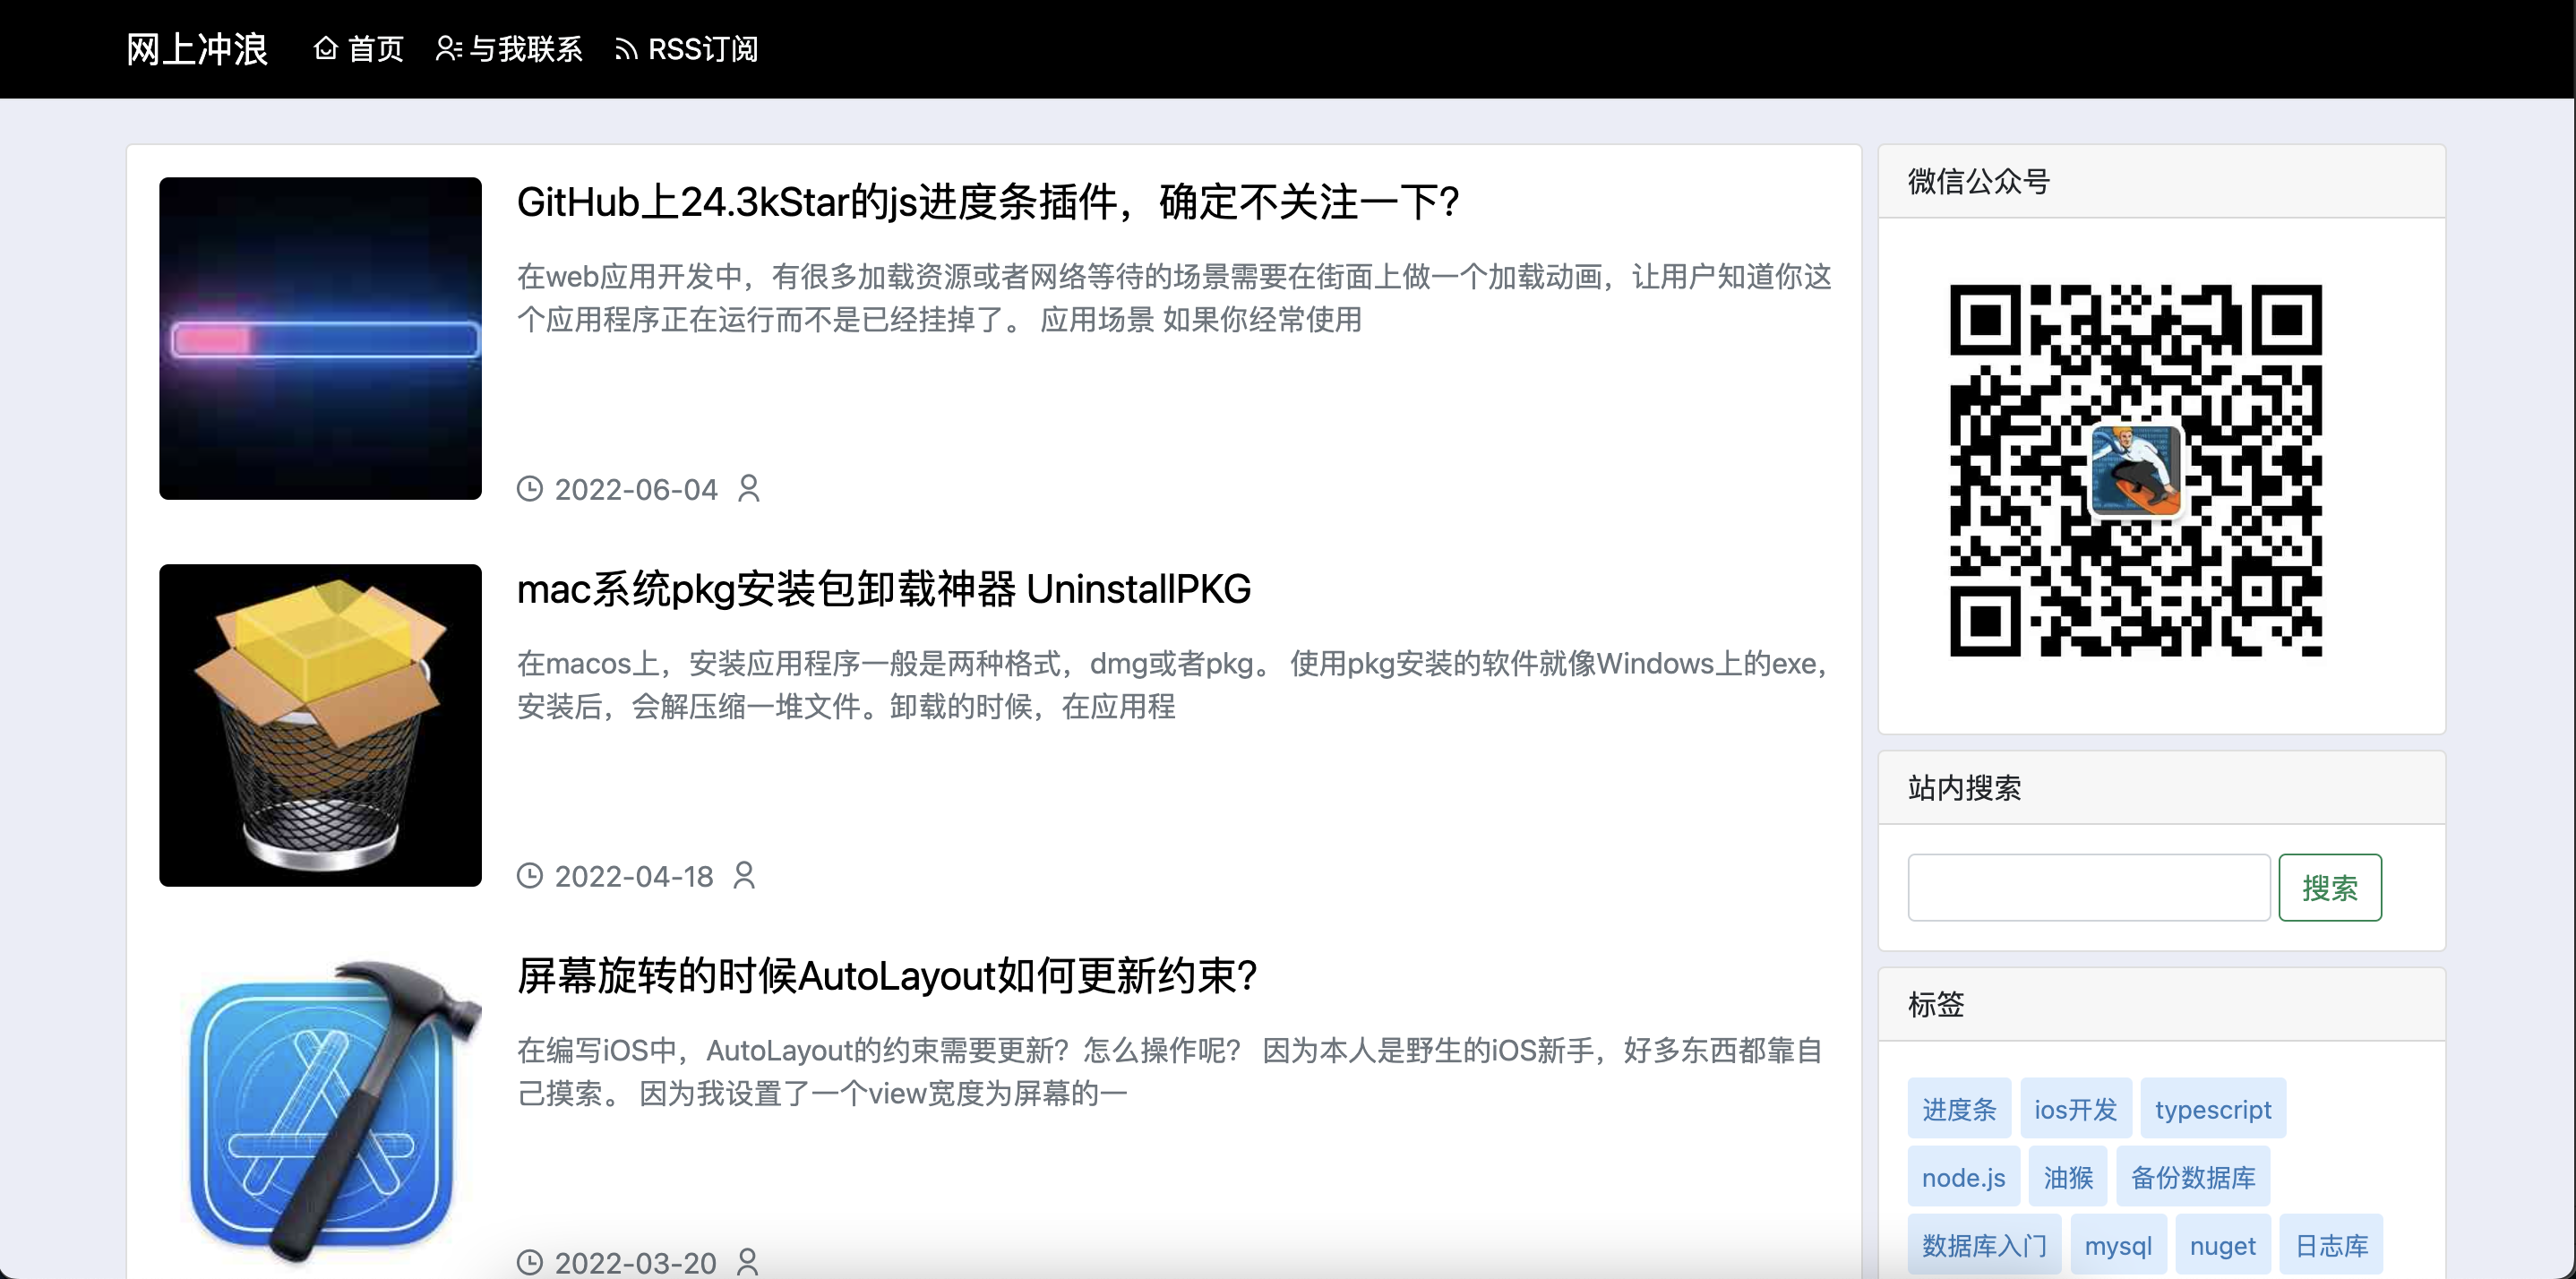 网上冲浪 首页 与我联系 RSS订阅
GitHub上24.3kStar的js进度条插件，确定不关注一下?
在web应用开发中，有很多加载资源或者网络等待的场景需要在街面上做一个加载动画，让用户知道你这
个应用程序正在运行而不是已经挂掉了。 应用场景 如果你经常使用
2022-06-04
mac系统pkg安装包卸载神器 UninstallPKG
在macos上，安装应用程序一般是两种格式，dmg或者pkg。 使用pkg安装的软件就像Windows上的exe，
安装后，会解压缩一堆文件。卸载的时候，在应用程
2022-04-18
屏幕旋转的时候AutoLayout如何更新约束?
在编写iOS中，AutoLayout的约束需要更新？怎么操作呢？ 因为本人是野生的iOS新手，好多东西都靠自
己摸索。 因为我设置了一个view宽度为屏幕的一
2022-03-20
微信公众号
站内搜索
搜索
标签
进度条 ios开发 typescript
node.js 油猴 备份数据库
数据库入门 mysql nuget 日志库